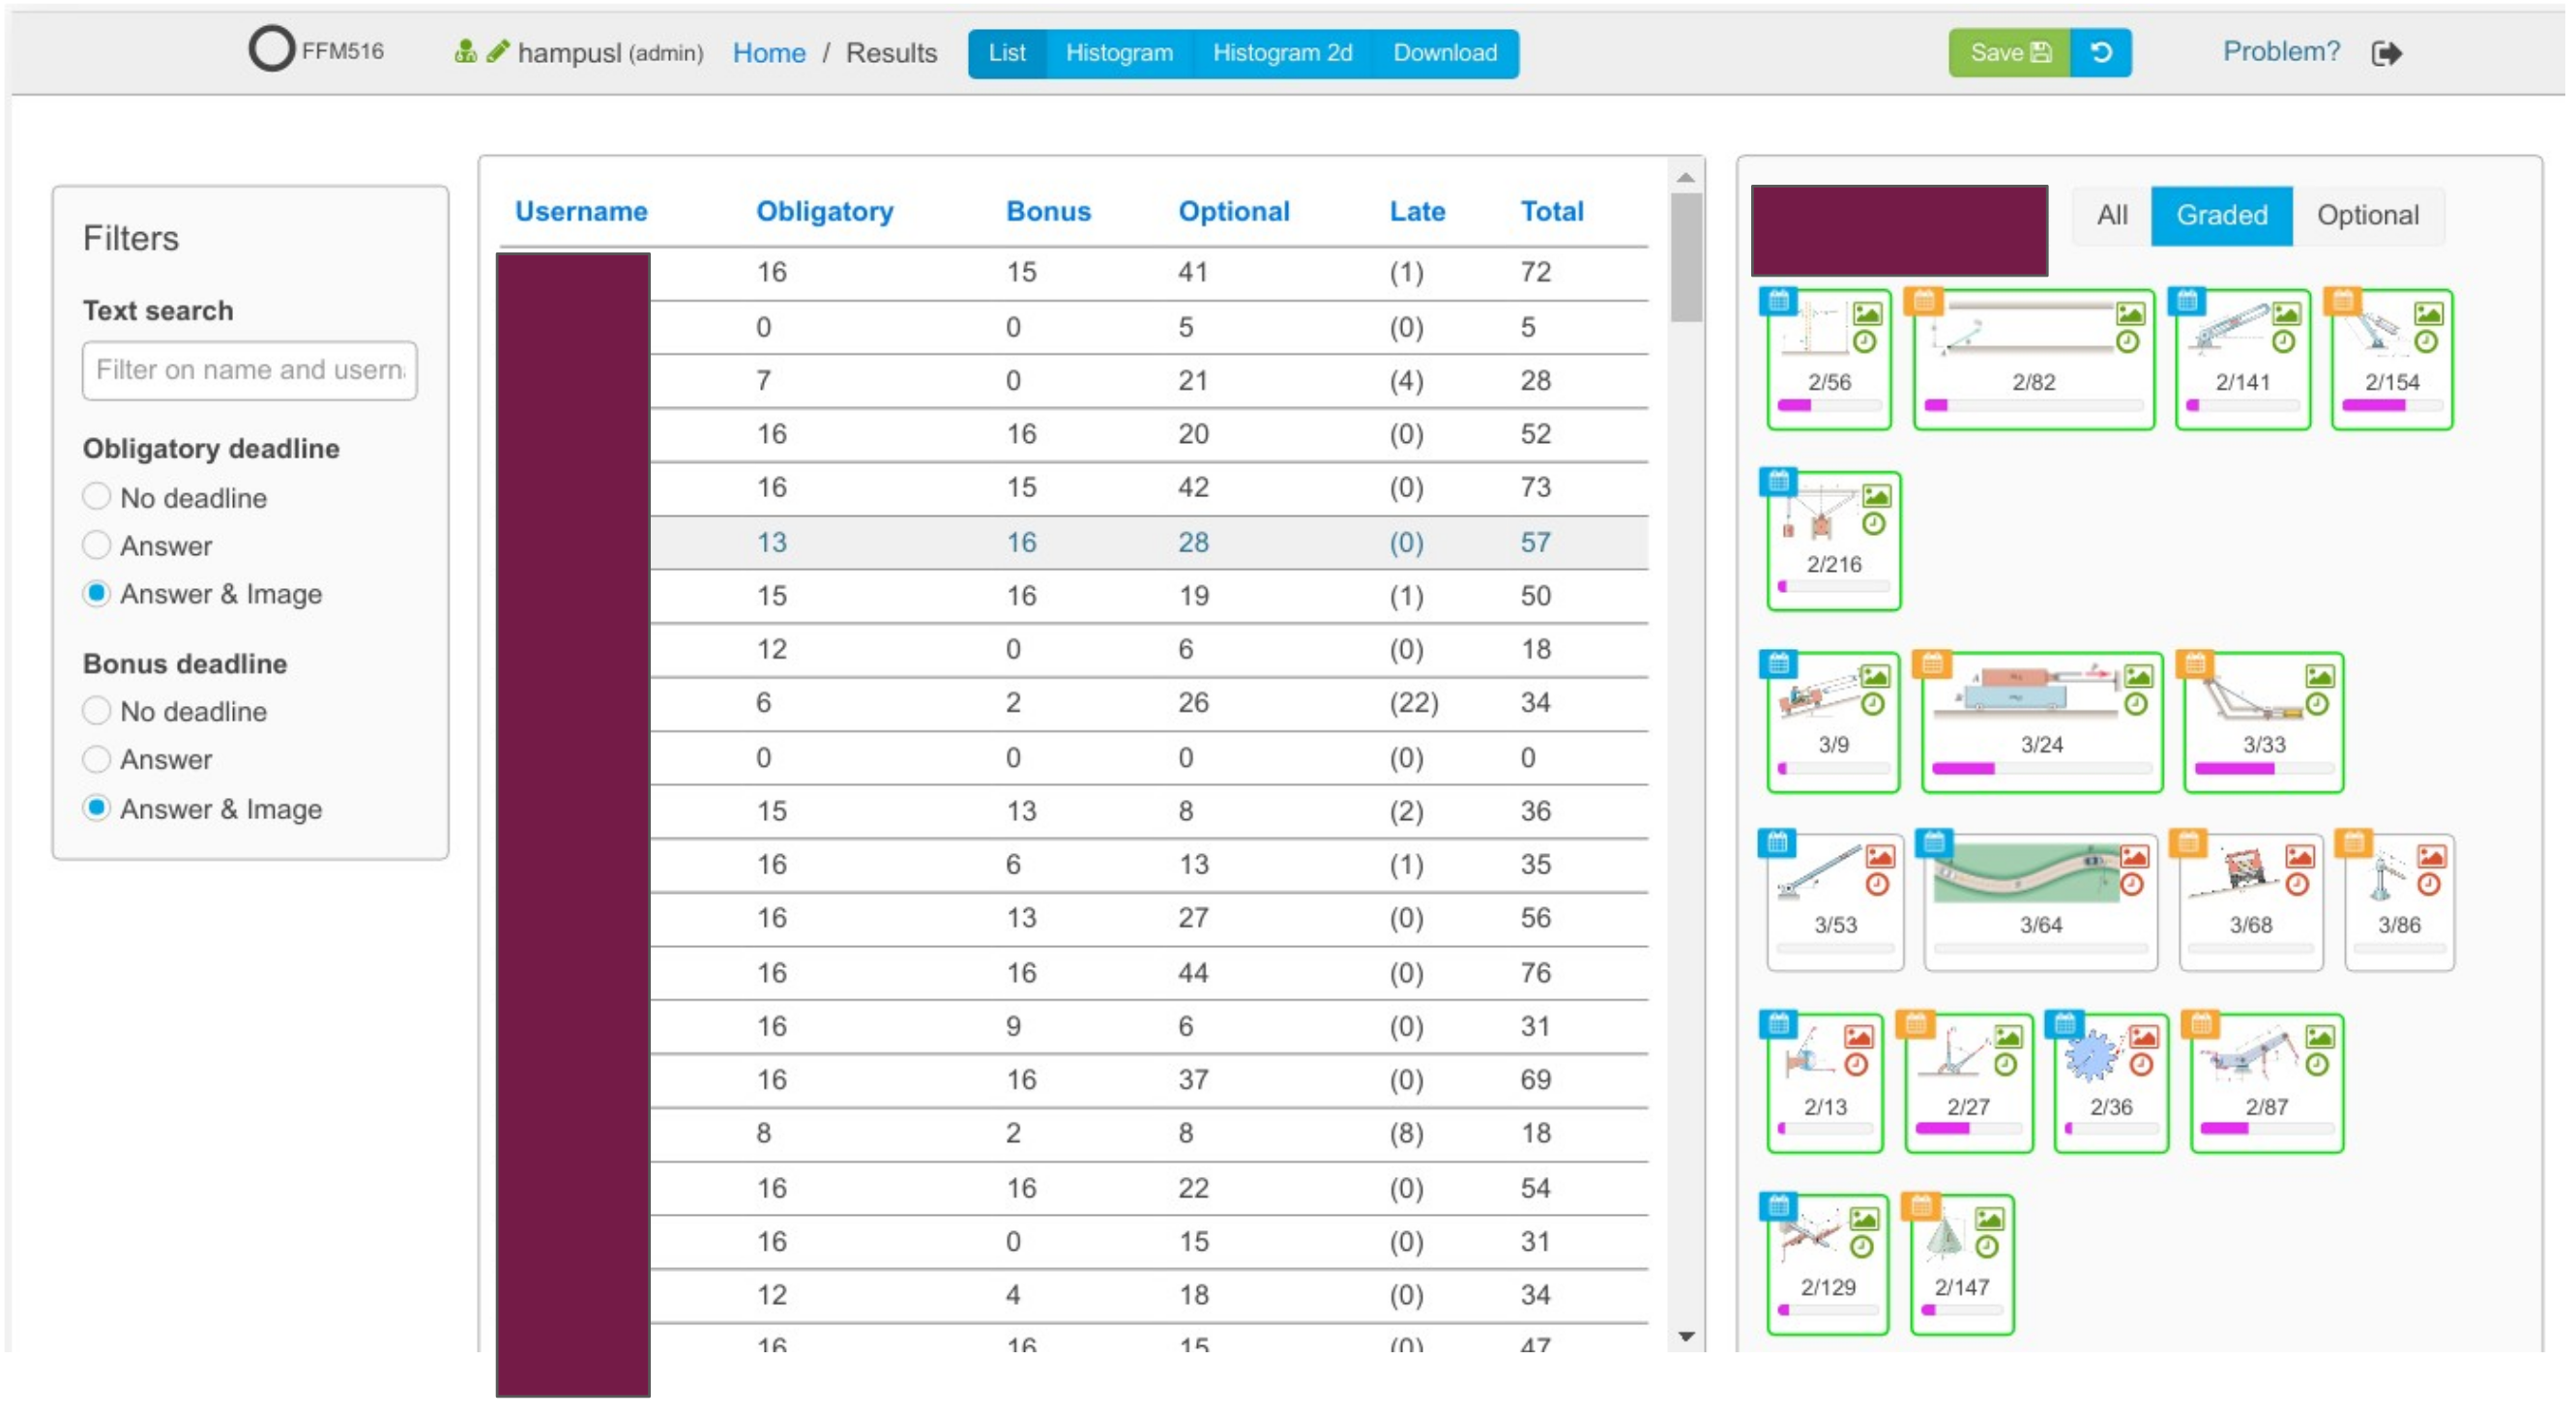 FFM516 hampusl (admin) Home / Results List Histogram Histogram 2d Download Save Problem?
Filters
Text search
Filter on name and usern
Obligatory deadline
No deadline
Answer
Answer & Image
Bonus deadline
No deadline
Answer
Answer & Image
Username Obligatory Bonus Optional Late Total
16 15 41 (1) 72
0 0 5 (0) 5
7 0 21 (4) 28
16 16 20 (0) 52
16 15 42 (0) 73
13 16 28 (0) 57
15 16 19 (1) 50
12 0 6 (0) 18
6 2 26 (22) 34
0 0 0 (0) 0
15 13 8 (2) 36
16 6 13 (1) 35
16 13 27 (0) 56
16 16 44 (0) 76
16 9 6 (0) 31
16 16 37 (0) 69
8 2 8 (8) 18
16 16 22 (0) 54
16 0 15 (0) 31
12 4 18 (0) 34
16 16 15 (0) 47
All Graded Optional
2/56 2/82 2/141 2/154
2/216
3/9 3/24 3/33
3/53 3/64 3/68 3/86
2/13 2/27 2/36 2/87
2/129 2/147